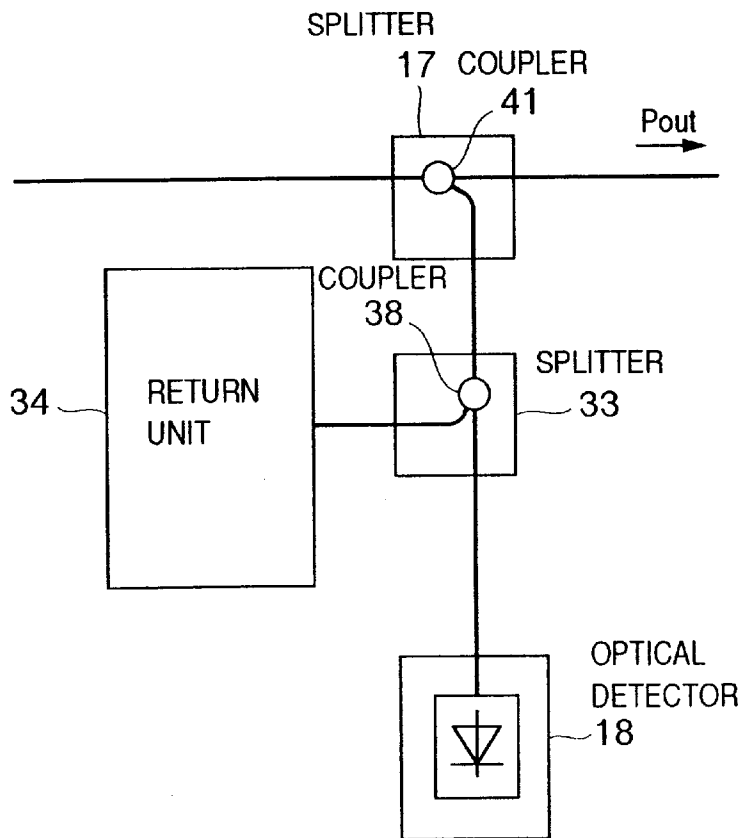 SPLITTER
17
COUPLER
41
Pout
COUPLER
38
SPLITTER
33
34
RETURN
UNIT
OPTICAL
DETECTOR
18